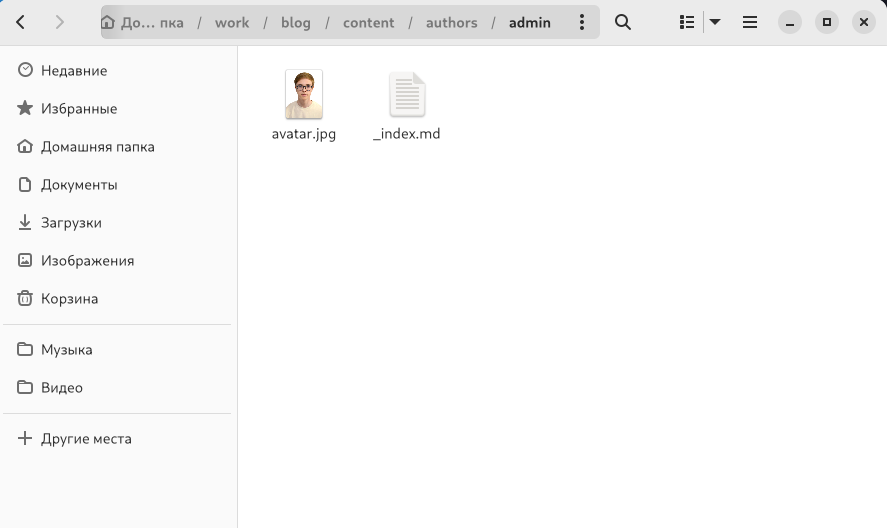 До... пка / work / blog / content / authors / admin
Недавние
Избранные
Домашняя папка
Документы
Загрузки
Изображения
Корзина
Музыка
Видео
Другие места
avatar.jpg
_index.md